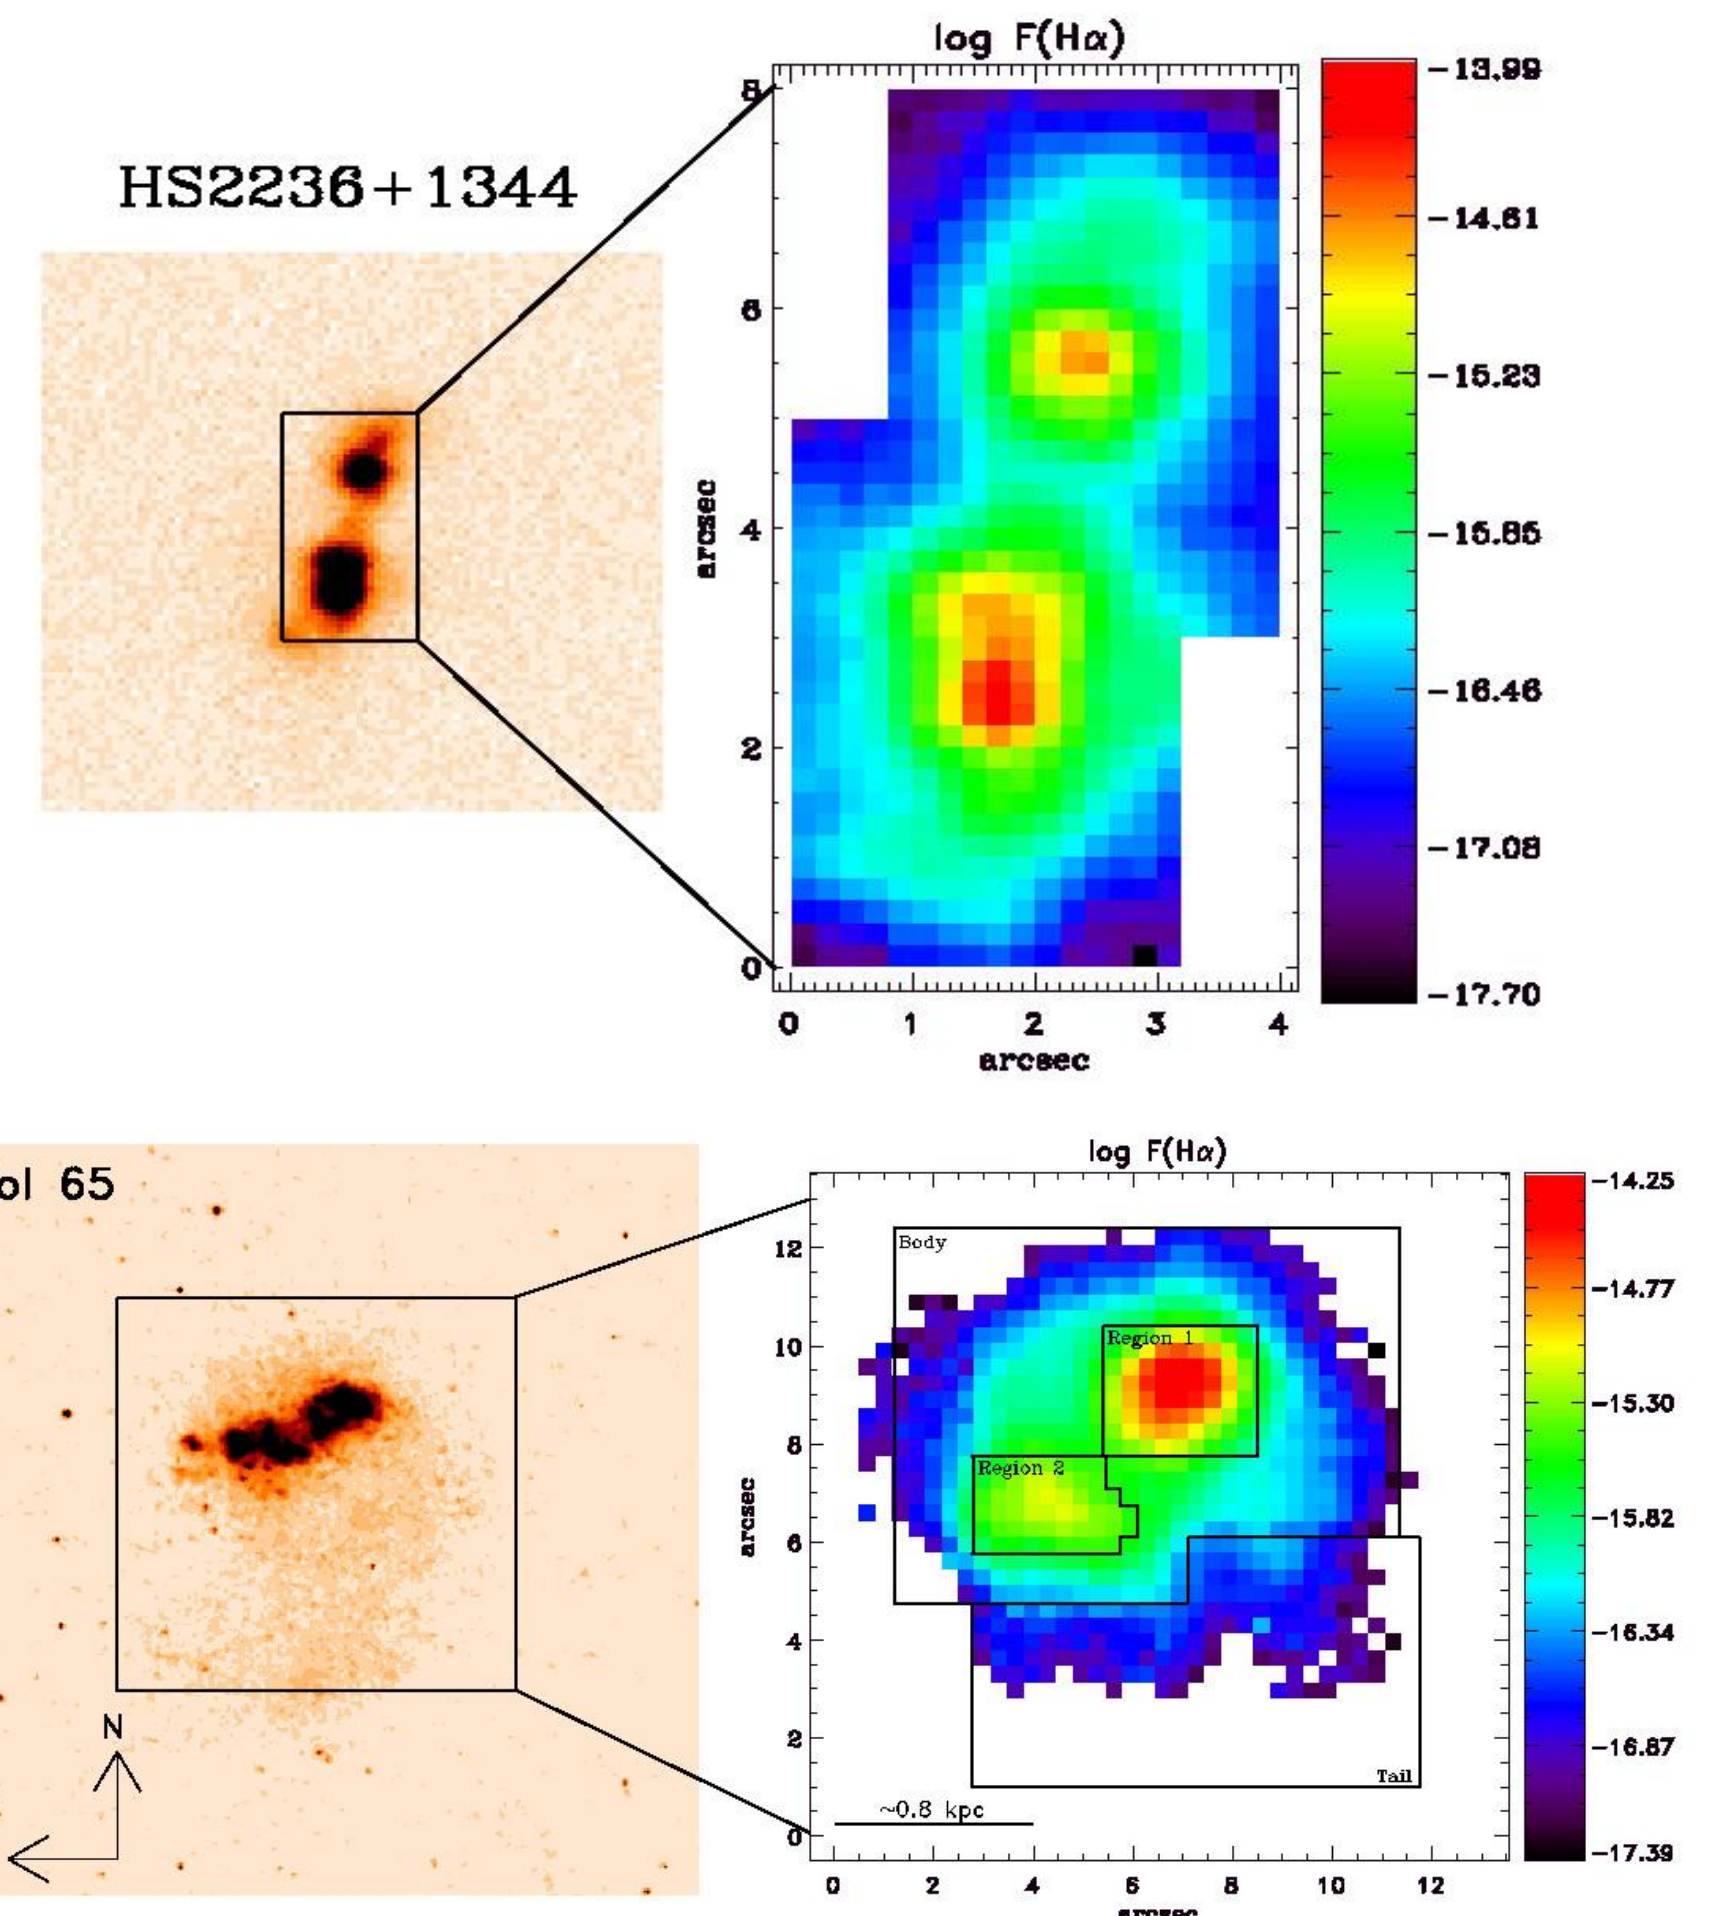 log F(Hα)
HS2236+1344
8
6
4
2
0
arcsec
0 1 2 3 4
arcsec
-13.99
-14.61
-15.23
-15.85
-16.46
-17.08
-17.70
ol 65
N
log F(Hα)
12
10
8
6
4
2
0
arcsec
Body
Region 1
Region 2
Tail
~0.8 kpc
0 2 4 6 8 10 12
arcsec
-14.25
-14.77
-15.30
-15.82
-16.34
-16.87
-17.39